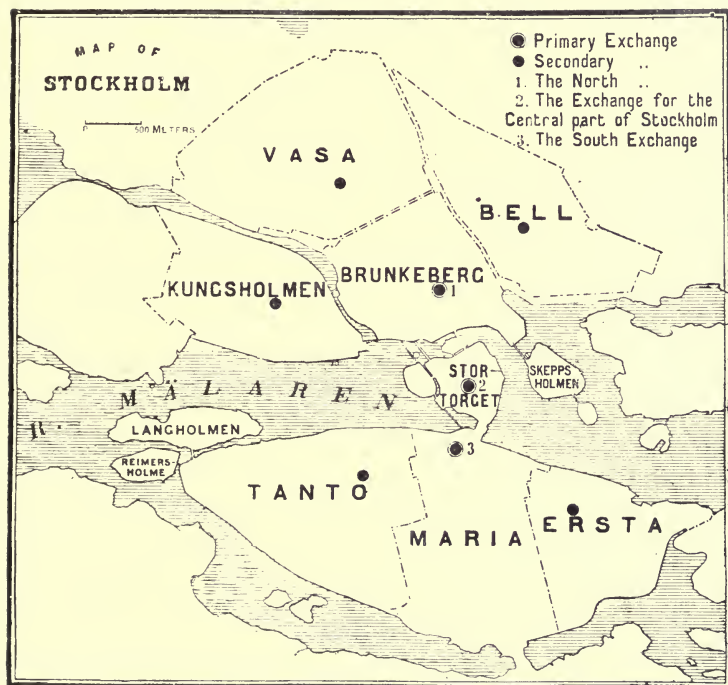 MAP OF
STOCKHOLM
0 500 METERS
Primary Exchange
Secondary "
1. The North "
2. The Exchange for the
Central part of Stockholm
3. The South Exchange
VASA
BELL
BRUNKEBERG
1
KUNGSHOLMEN
STOR-
TORGET
2
SKEPPS
HOLMEN
R. MÄLAREN
LANGHOLMEN
REIMERS-
HOLME
3
TANTO
MARIA
ERSTA